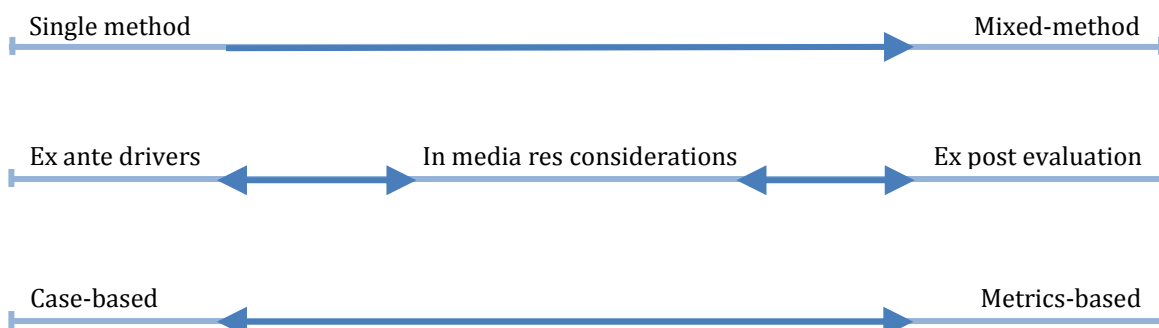 Single method Mixed-method
Ex ante drivers In media res considerations Ex post evaluation
Case-based Metrics-based